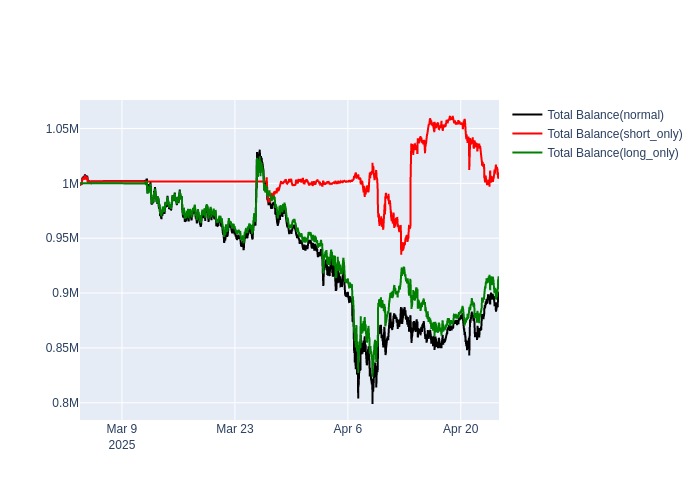 Total Balance(normal)
Total Balance(short_only)
Total Balance(long_only)
1.05M
1M
0.95M
0.9M
0.85M
0.8M
Mar 9
2025
Mar 23
Apr 6
Apr 20